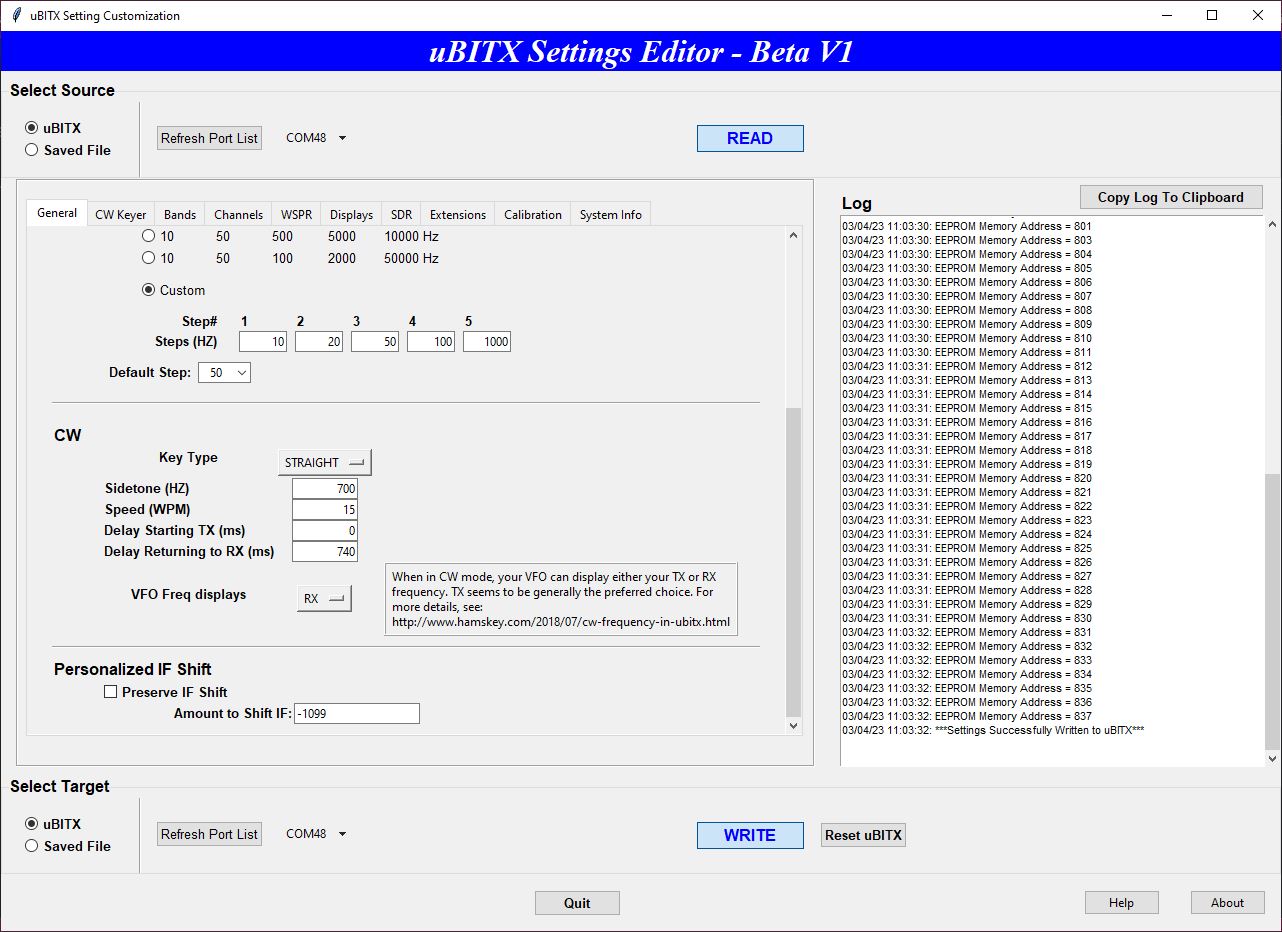 uBITX Setting Customization
uBITX Settings Editor - Beta V1
Select Source
uBITX
Saved File
Refresh Port List
COM48
READ
General CW Keyer Bands Channels WSPR Displays SDR Extensions Calibration System Info
10 50 500 5000 10000 Hz
10 50 100 2000 50000 Hz
Custom
Step# 1 2 3 4 5
Steps (HZ) 10 20 50 100 1000
Default Step: 50
CW
Key Type STRAIGHT
Sidetone (HZ) 700
Speed (WPM) 15
Delay Starting TX (ms) 0
Delay Returning to RX (ms) 740
VFO Freq displays RX
When in CW mode, your VFO can display either your TX or RX
frequency. TX seems to be generally the preferred choice. For
more details, see:
http://www.hamskey.com/2018/07/cw-frequency-in-ubitx.html
Personalized IF Shift
Preserve IF Shift
Amount to Shift IF: -1099
Log
Copy Log To Clipboard
03/04/23 11:03:30: EEPROM Memory Address = 801
03/04/23 11:03:30: EEPROM Memory Address = 803
03/04/23 11:03:30: EEPROM Memory Address = 804
03/04/23 11:03:30: EEPROM Memory Address = 805
03/04/23 11:03:30: EEPROM Memory Address = 806
03/04/23 11:03:30: EEPROM Memory Address = 807
03/04/23 11:03:30: EEPROM Memory Address = 808
03/04/23 11:03:30: EEPROM Memory Address = 809
03/04/23 11:03:30: EEPROM Memory Address = 810
03/04/23 11:03:30: EEPROM Memory Address = 811
03/04/23 11:03:31: EEPROM Memory Address = 812
03/04/23 11:03:31: EEPROM Memory Address = 813
03/04/23 11:03:31: EEPROM Memory Address = 814
03/04/23 11:03:31: EEPROM Memory Address = 815
03/04/23 11:03:31: EEPROM Memory Address = 816
03/04/23 11:03:31: EEPROM Memory Address = 817
03/04/23 11:03:31: EEPROM Memory Address = 818
03/04/23 11:03:31: EEPROM Memory Address = 819
03/04/23 11:03:31: EEPROM Memory Address = 820
03/04/23 11:03:31: EEPROM Memory Address = 821
03/04/23 11:03:31: EEPROM Memory Address = 822
03/04/23 11:03:31: EEPROM Memory Address = 823
03/04/23 11:03:31: EEPROM Memory Address = 824
03/04/23 11:03:31: EEPROM Memory Address = 825
03/04/23 11:03:31: EEPROM Memory Address = 826
03/04/23 11:03:31: EEPROM Memory Address = 827
03/04/23 11:03:31: EEPROM Memory Address = 828
03/04/23 11:03:31: EEPROM Memory Address = 829
03/04/23 11:03:31: EEPROM Memory Address = 830
03/04/23 11:03:32: EEPROM Memory Address = 831
03/04/23 11:03:32: EEPROM Memory Address = 832
03/04/23 11:03:32: EEPROM Memory Address = 833
03/04/23 11:03:32: EEPROM Memory Address = 834
03/04/23 11:03:32: EEPROM Memory Address = 835
03/04/23 11:03:32: EEPROM Memory Address = 836
03/04/23 11:03:32: EEPROM Memory Address = 837
03/04/23 11:03:32: ***Settings Successfully Written to uBITX***
Select Target
uBITX
Saved File
Refresh Port List
COM48
WRITE
Reset uBITX
Quit
Help
About